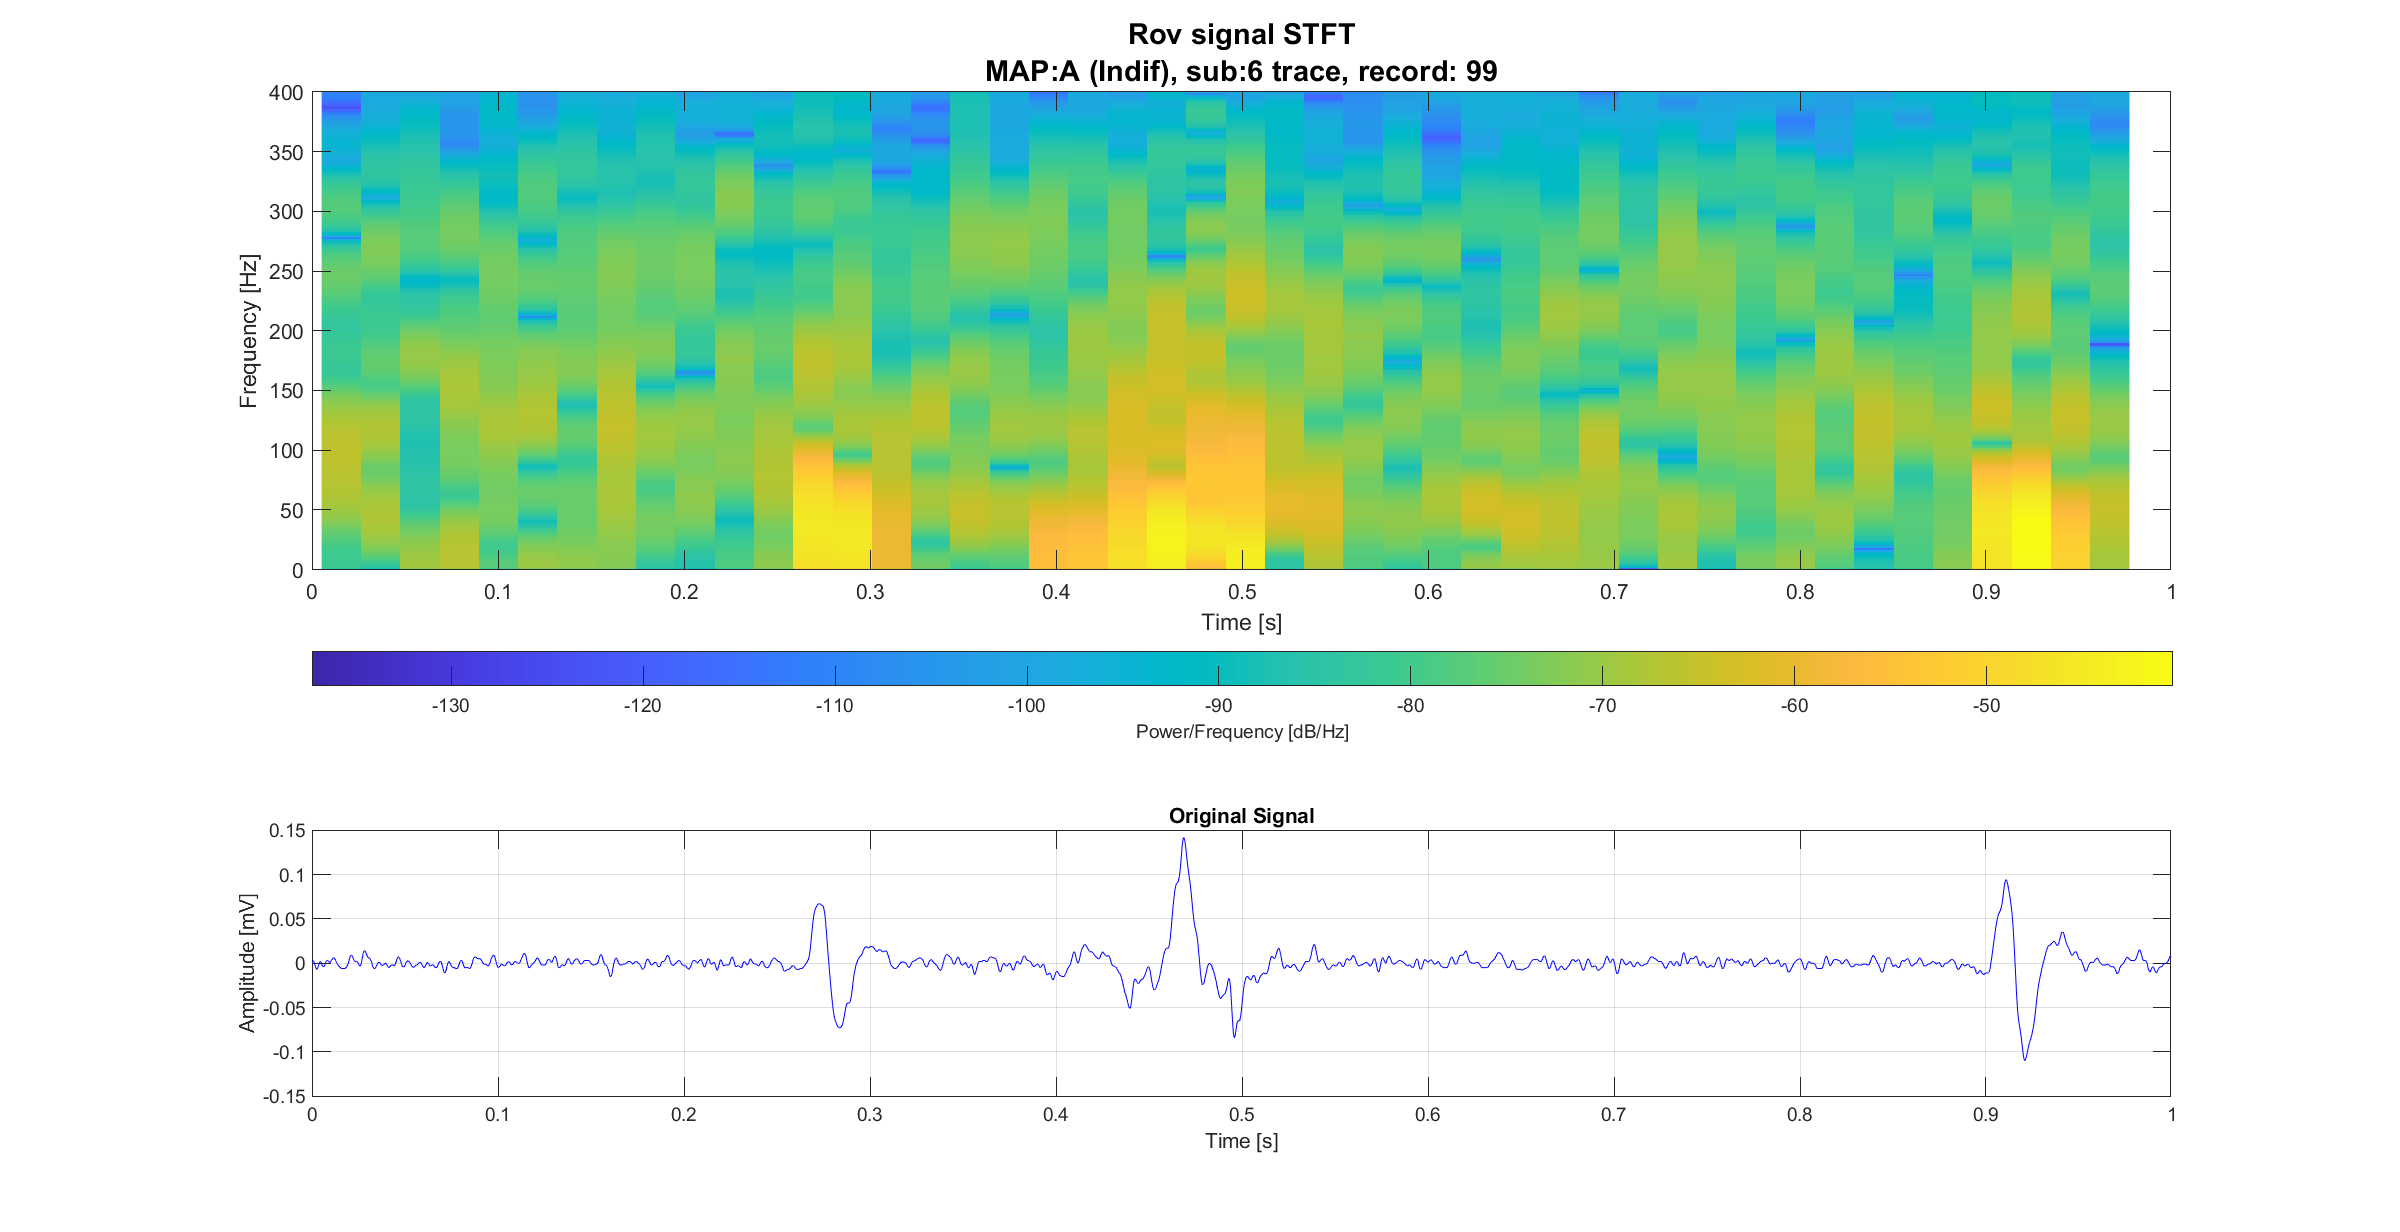 Rov signal STFT
MAP:A (Indif), sub:6 trace, record: 99
400
350
300
250
200
150
100
50
0
Frequency [Hz]
0 0.1 0.2 0.3 0.4 0.5 0.6 0.7 0.8 0.9 1
Time [s]
-130 -120 -110 -100 -90 -80 -70 -60 -50
Power/Frequency [dB/Hz]
Original Signal
0.15
0.1
0.05
0
-0.05
-0.1
-0.15
Amplitude [mV]
0 0.1 0.2 0.3 0.4 0.5 0.6 0.7 0.8 0.9 1
Time [s]